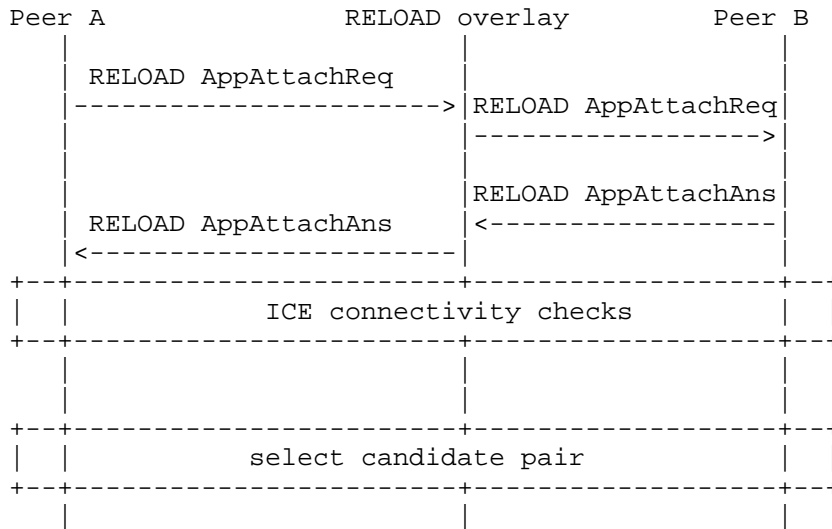 Peer A RELOAD overlay Peer B
RELOAD AppAttachReq
RELOAD AppAttachReq
RELOAD AppAttachAns
RELOAD AppAttachAns
ICE connectivity checks
select candidate pair